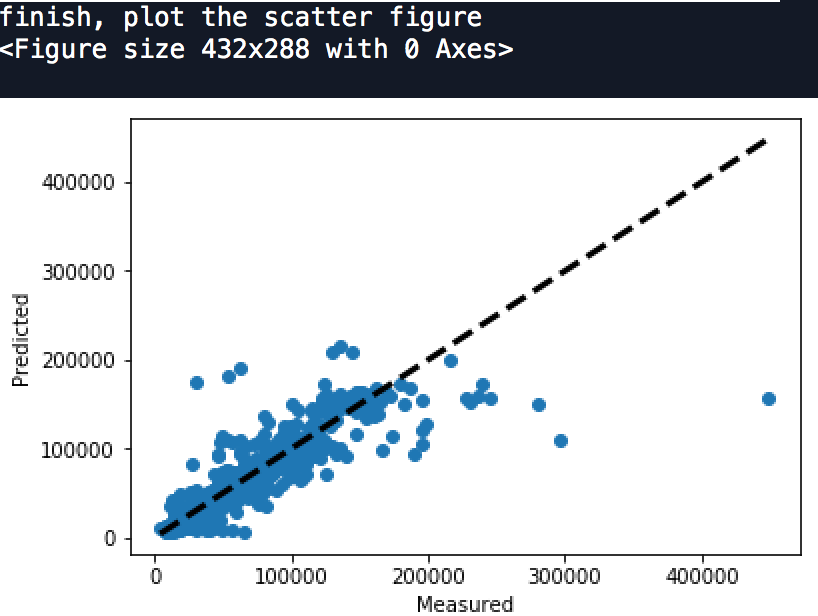 finish, plot the scatter figure
<Figure size 432x288 with 0 Axes>
400000
300000
200000
100000
0
Predicted
0 100000 200000 300000 400000
Measured